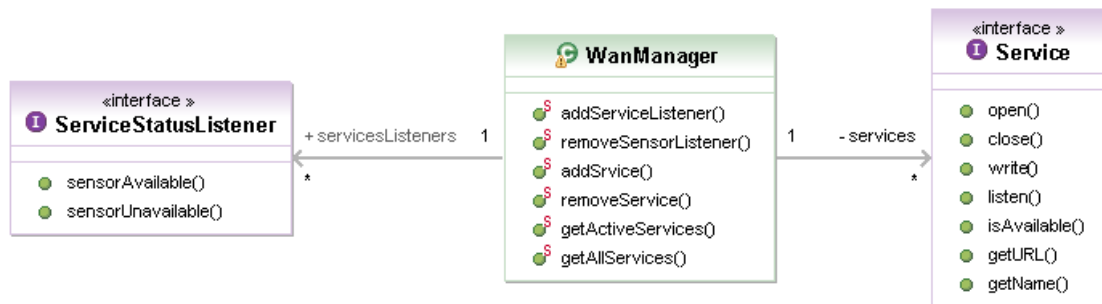 «interface »
I ServiceStatusListener
sensorAvailable()
sensorUnavailable()
+ servicesListeners 1
*
C WanManager
S addServiceListener()
S removeSensorListener()
S addSrvice()
S removeService()
S getActiveServices()
S getAllServices()
1 - services
*
«interface »
I Service
open()
close()
write()
listen()
isAvailable()
getURL()
getName()